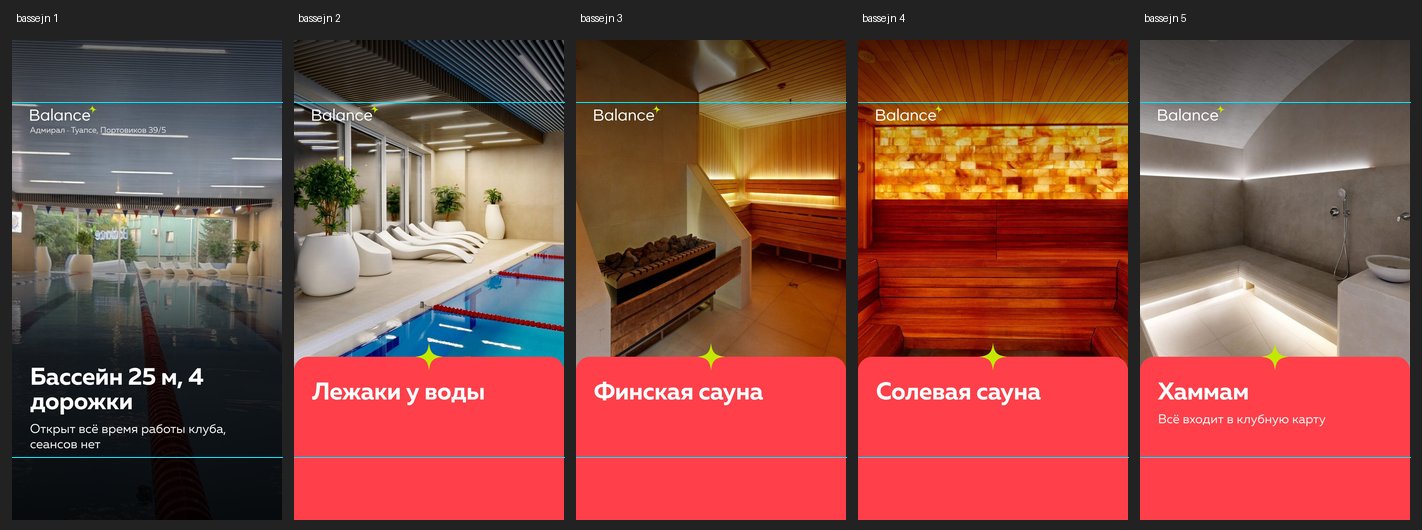 bassejn 1
Balance
Адмирал · Туапсе, Портовиков 39/5
Бассейн 25 м, 4
дорожки
Открыт всё время работы клуба,
сеансов нет
bassejn 2
Balance
Лежаки у воды
bassejn 3
Balance
Финская сауна
bassejn 4
Balance
Солевая сауна
bassejn 5
Balance
Хаммам
Всё входит в клубную карту